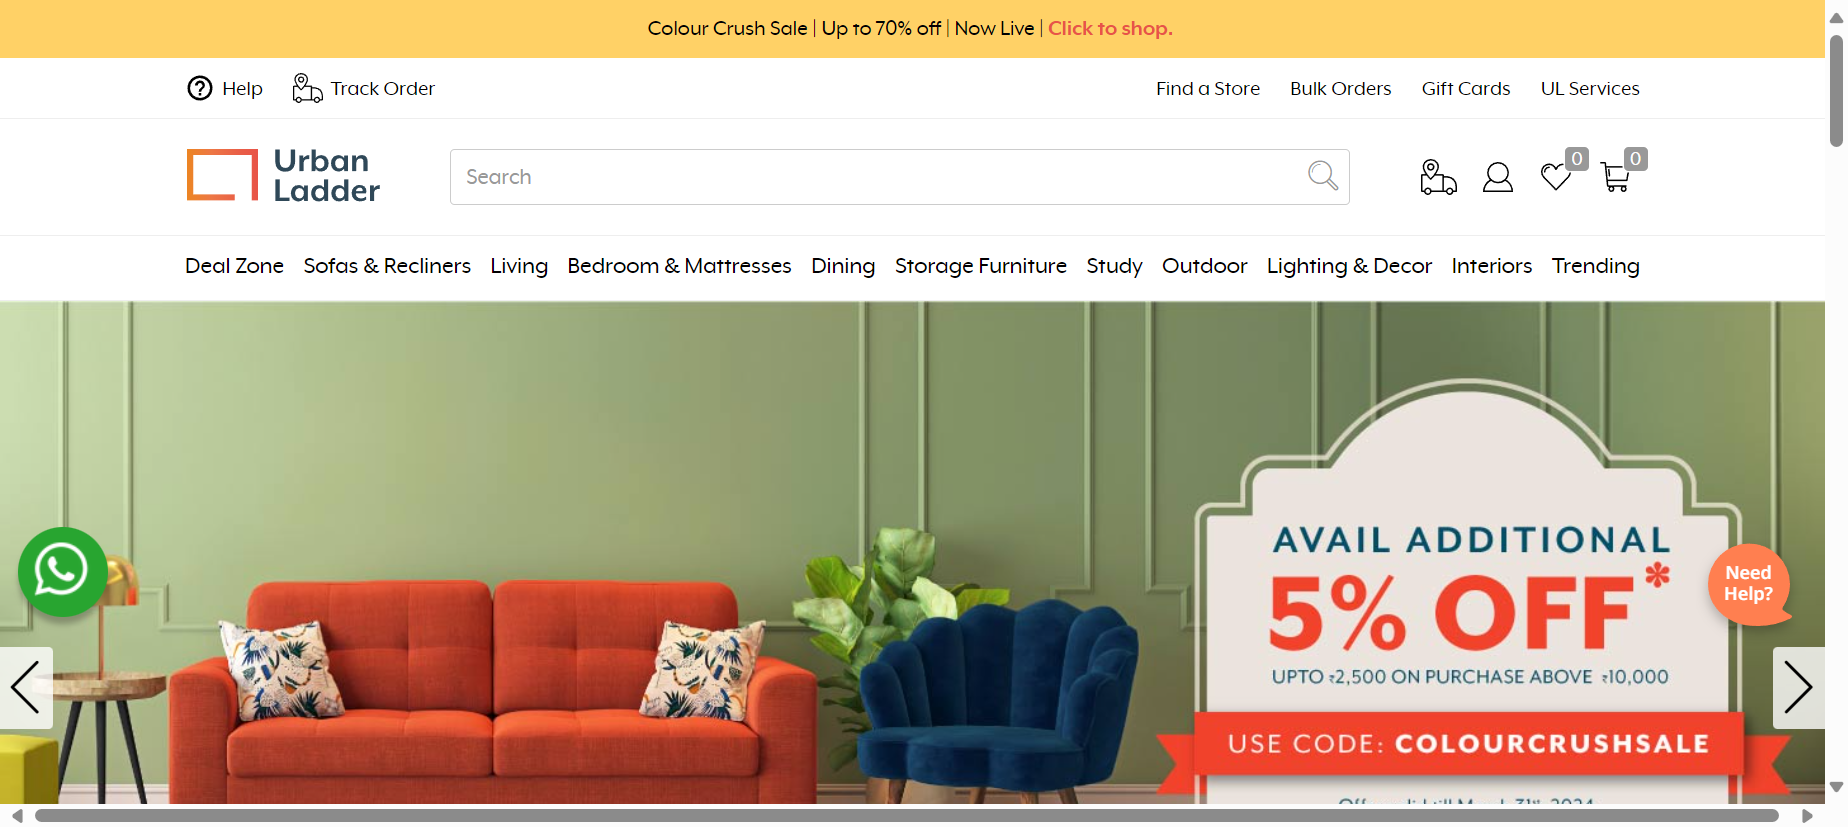 Colour Crush Sale | Up to 70% off | Now Live | Click to shop.
Help Track Order Find a Store Bulk Orders Gift Cards UL Services
Urban
Ladder
Search
0 0
Deal Zone Sofas & Recliners Living Bedroom & Mattresses Dining Storage Furniture Study Outdoor Lighting & Decor Interiors Trending
AVAIL ADDITIONAL
5% OFF*
UPTO ₹2,500 ON PURCHASE ABOVE ₹10,000
USE CODE: COLOURCRUSHSALE
Need
Help?